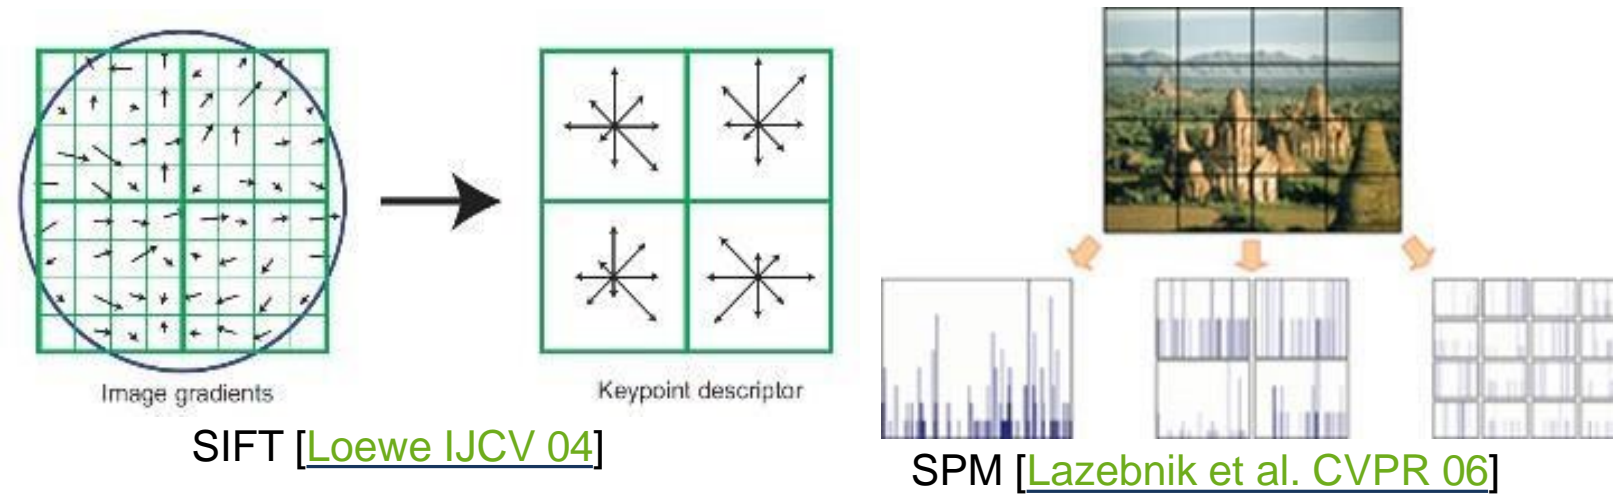 Image gradients
Keypoint descriptor
SIFT [Loewe IJCV 04]
SPM [Lazebnik et al. CVPR 06]